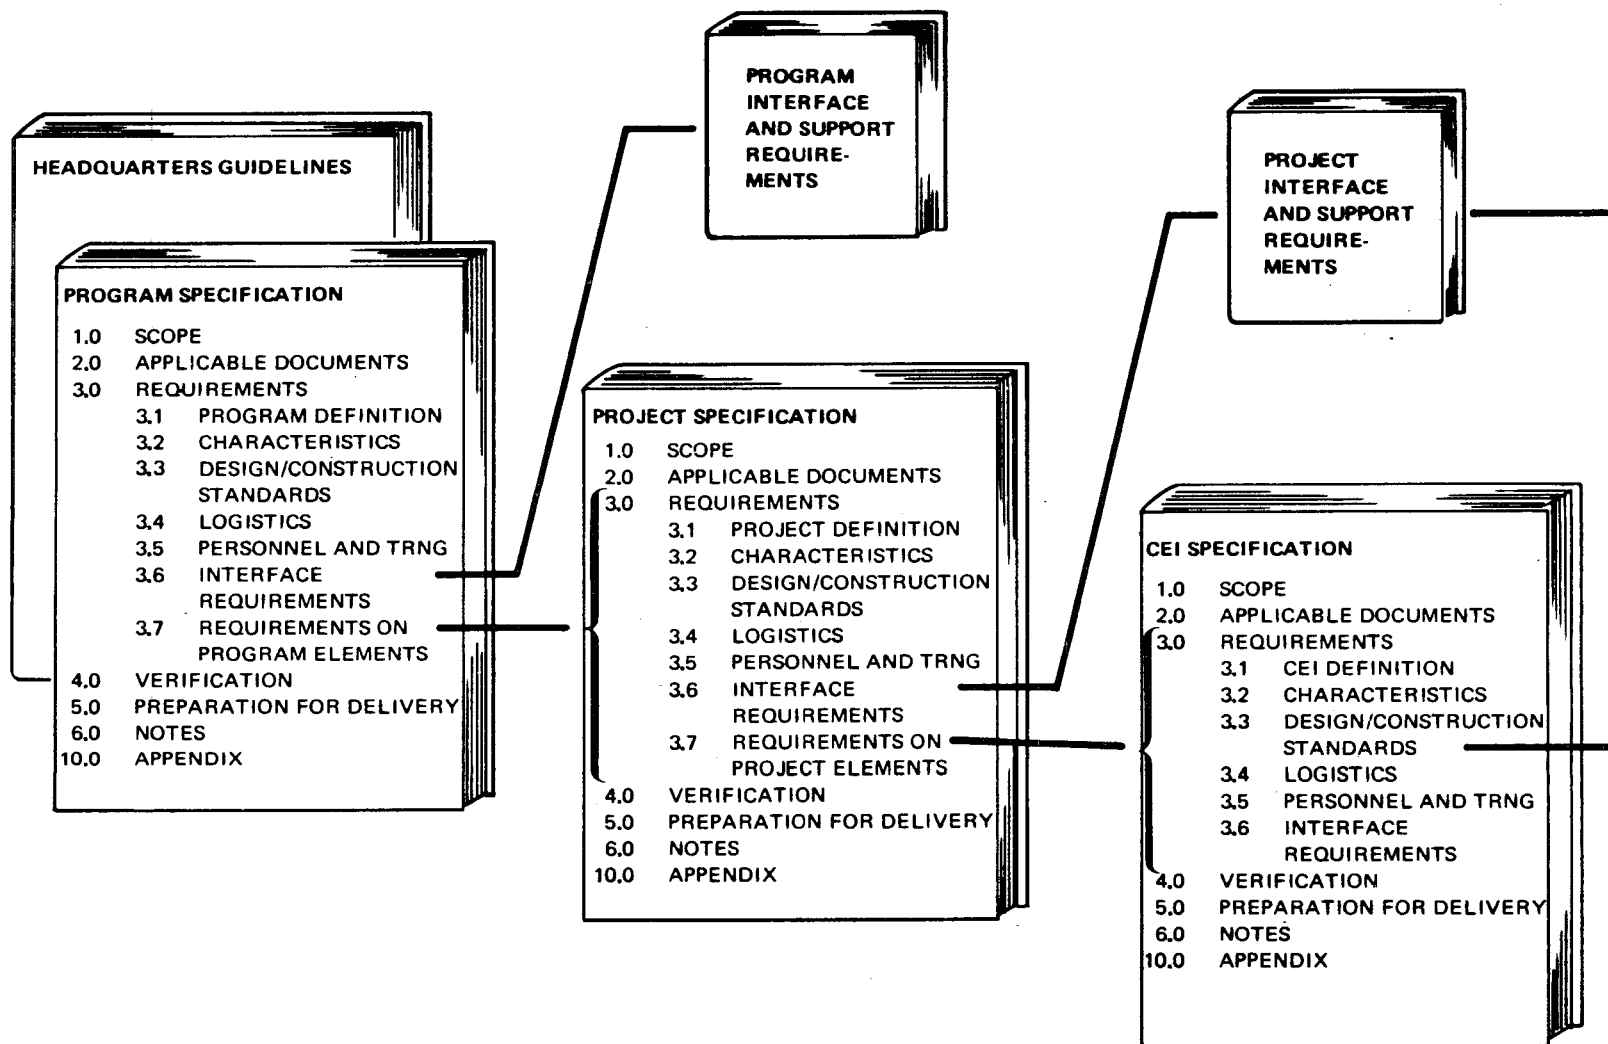 HEADQUARTERS GUIDELINES
PROGRAM SPECIFICATION
1.0 SCOPE
2.0 APPLICABLE DOCUMENTS
3.0 REQUIREMENTS
3.1 PROGRAM DEFINITION
3.2 CHARACTERISTICS
3.3 DESIGN/CONSTRUCTION
STANDARDS
3.4 LOGISTICS
3.5 PERSONNEL AND TRNG
3.6 INTERFACE
REQUIREMENTS
3.7 REQUIREMENTS ON
PROGRAM ELEMENTS
4.0 VERIFICATION
5.0 PREPARATION FOR DELIVERY
6.0 NOTES
10.0 APPENDIX
PROGRAM
INTERFACE
AND SUPPORT
REQUIRE-
MENTS
PROJECT SPECIFICATION
1.0 SCOPE
2.0 APPLICABLE DOCUMENTS
3.0 REQUIREMENTS
3.1 PROJECT DEFINITION
3.2 CHARACTERISTICS
3.3 DESIGN/CONSTRUCTION
STANDARDS
3.4 LOGISTICS
3.5 PERSONNEL AND TRNG
3.6 INTERFACE
REQUIREMENTS
3.7 REQUIREMENTS ON
PROJECT ELEMENTS
4.0 VERIFICATION
5.0 PREPARATION FOR DELIVERY
6.0 NOTES
10.0 APPENDIX
PROJECT
INTERFACE
AND SUPPORT
REQUIRE-
MENTS
CEI SPECIFICATION
1.0 SCOPE
2.0 APPLICABLE DOCUMENTS
3.0 REQUIREMENTS
3.1 CEI DEFINITION
3.2 CHARACTERISTICS
3.3 DESIGN/CONSTRUCTION
STANDARDS
3.4 LOGISTICS
3.5 PERSONNEL AND TRNG
3.6 INTERFACE
REQUIREMENTS
4.0 VERIFICATION
5.0 PREPARATION FOR DELIVERY
6.0 NOTES
10.0 APPENDIX